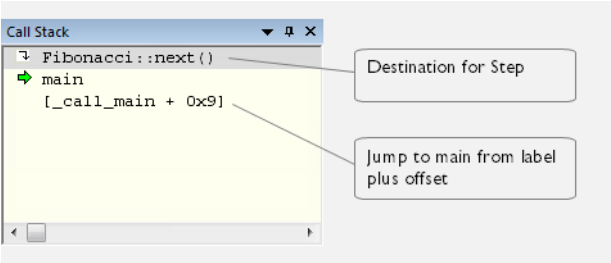 Call Stack
Fibonacci::next()
Destination for Step
main
[_call_main + 0x9]
Jump to main from label
plus offset